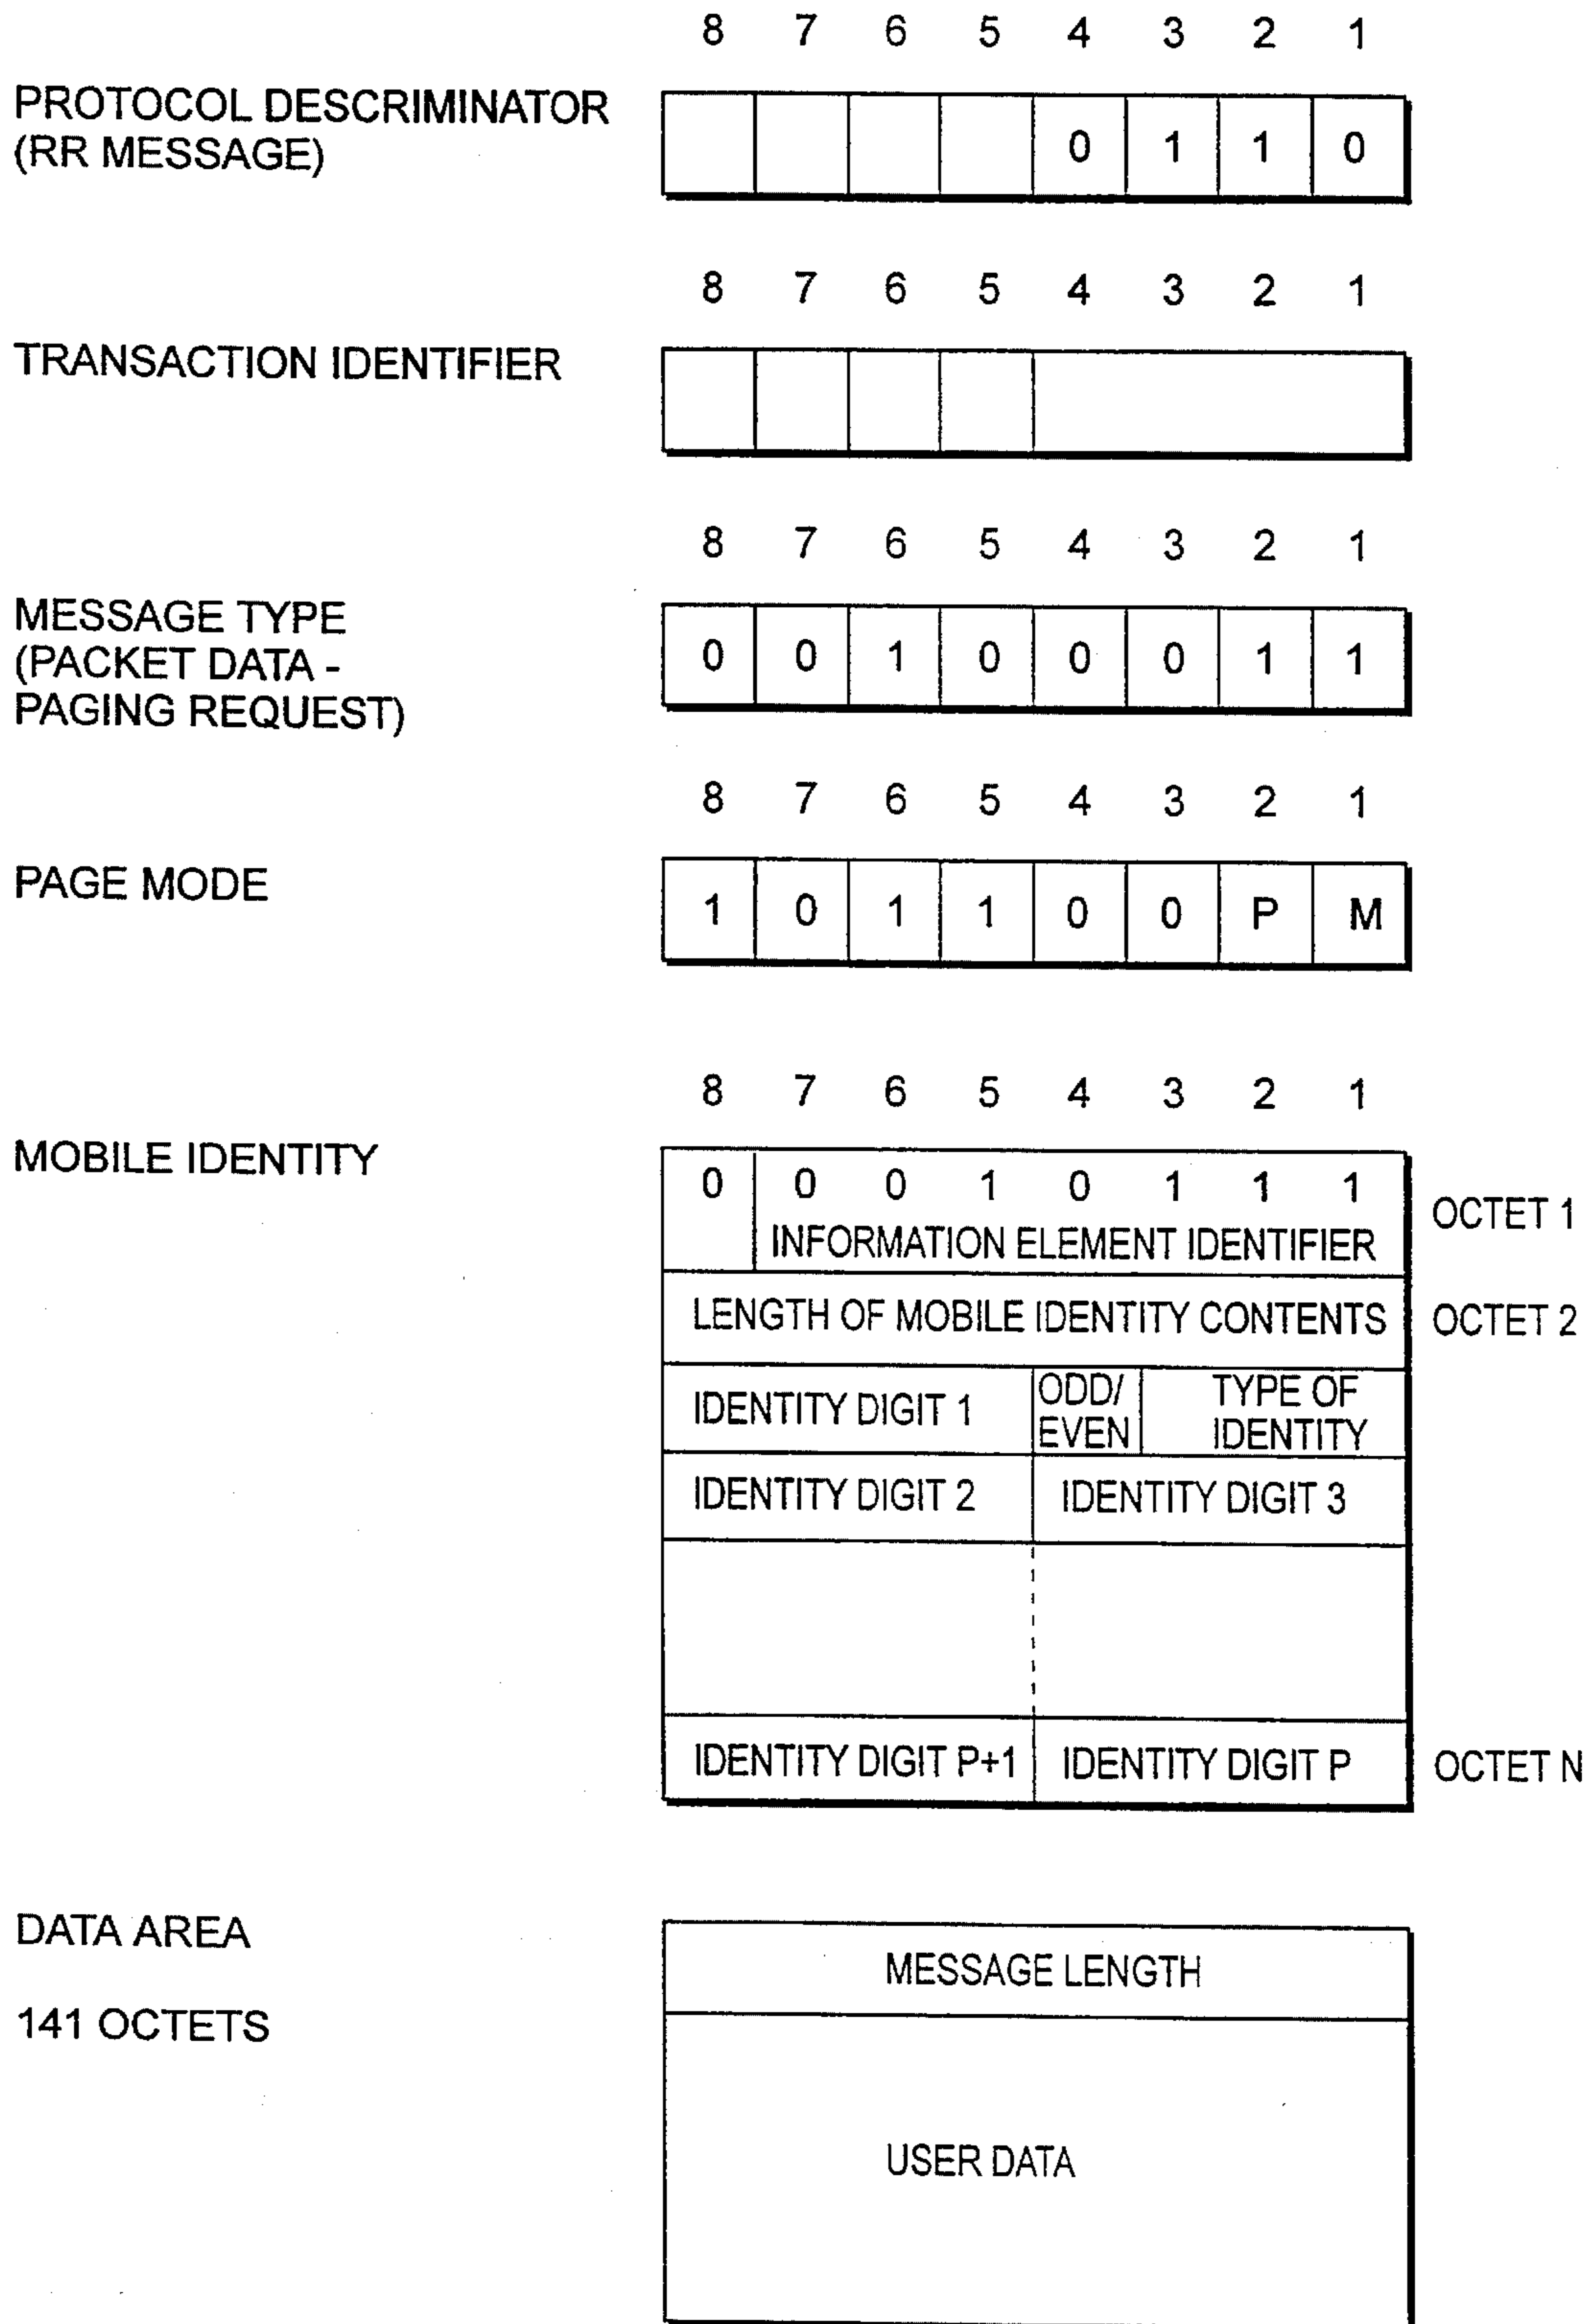 8 7 6 5 4 3 2 1
PROTOCOL DESCRIMINATOR
(RR MESSAGE)
0 1 1 0
8 7 6 5 4 3 2 1
TRANSACTION IDENTIFIER
8 7 6 5 4 3 2 1
MESSAGE TYPE
(PACKET DATA -
PAGING REQUEST)
0 0 1 0 0 0 1 1
8 7 6 5 4 3 2 1
PAGE MODE
1 0 1 1 0 0 P M
8 7 6 5 4 3 2 1
MOBILE IDENTITY
0 0 0 1 0 1 1 1
INFORMATION ELEMENT IDENTIFIER
OCTET 1
LENGTH OF MOBILE IDENTITY CONTENTS
OCTET 2
IDENTITY DIGIT 1
ODD/
EVEN
TYPE OF
IDENTITY
IDENTITY DIGIT 2
IDENTITY DIGIT 3
IDENTITY DIGIT P+1
IDENTITY DIGIT P
OCTET N
DATA AREA
141 OCTETS
MESSAGE LENGTH
USER DATA